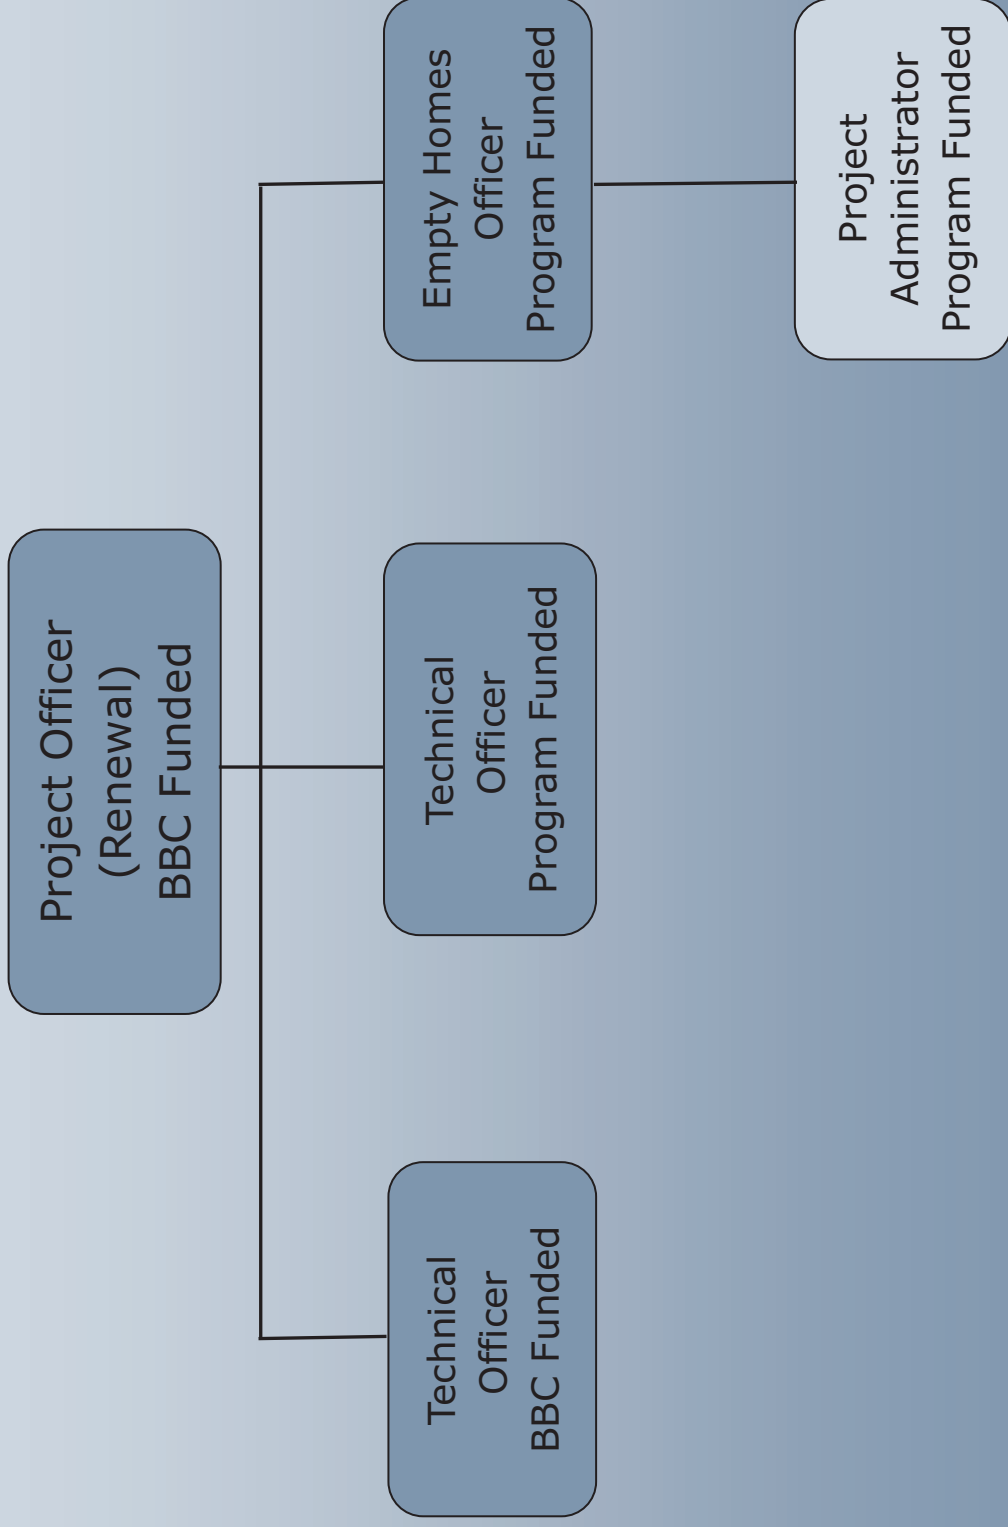 Project Officer
(Renewal)
BBC Funded
Technical
Officer
BBC Funded
Technical
Officer
Program Funded
Empty Homes
Officer
Program Funded
Project
Administrator
Program Funded